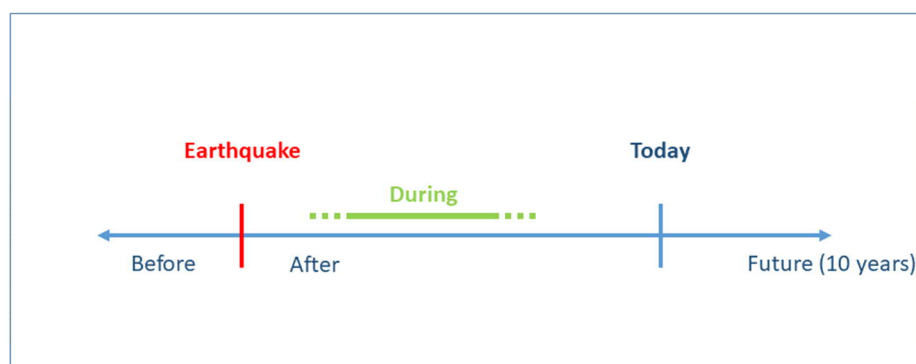 Earthquake
Today
During
Before
After
Future (10 years)